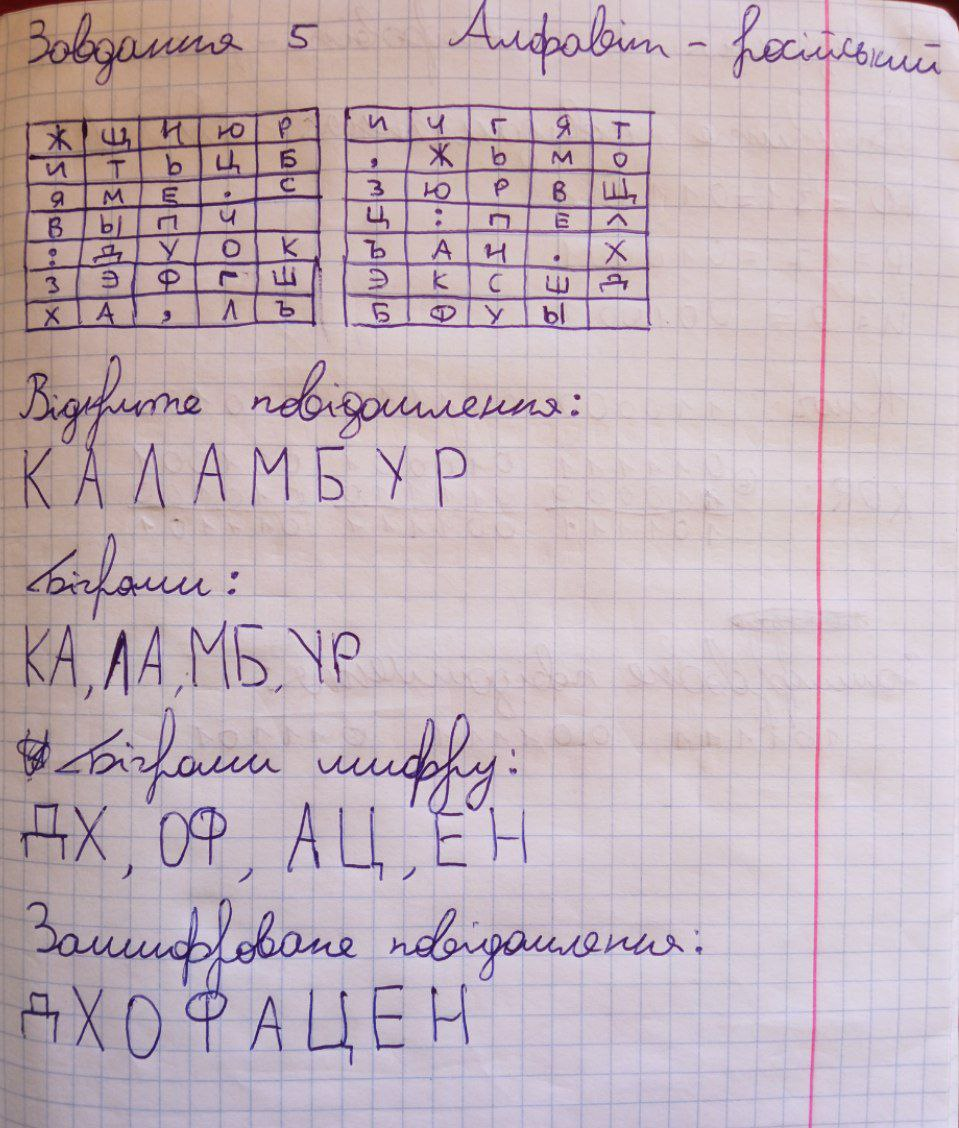 Завдання 5 Алфавіт - російський
Ж Щ Н Ю Р И Ч Г Я Т
И Т Ь Ц Б , Ж Ь М О
Я М Е . С З Ю Р В Щ
В Ы П Ч Ц : П Е Л
: Д У О К Ъ А Н . Х
З Э Ф Г Ш Э К С Ш Д
Х А , Л Ъ Б Ф У Ы
Відкрите повідомлення:
КАЛАМБУР
Біграми:
КА, ЛА, МБ, УР
Біграми шифру:
ДХ, ОФ, АЦ, ЕН
Зашифроване повідомлення:
ДХОФАЦЕН